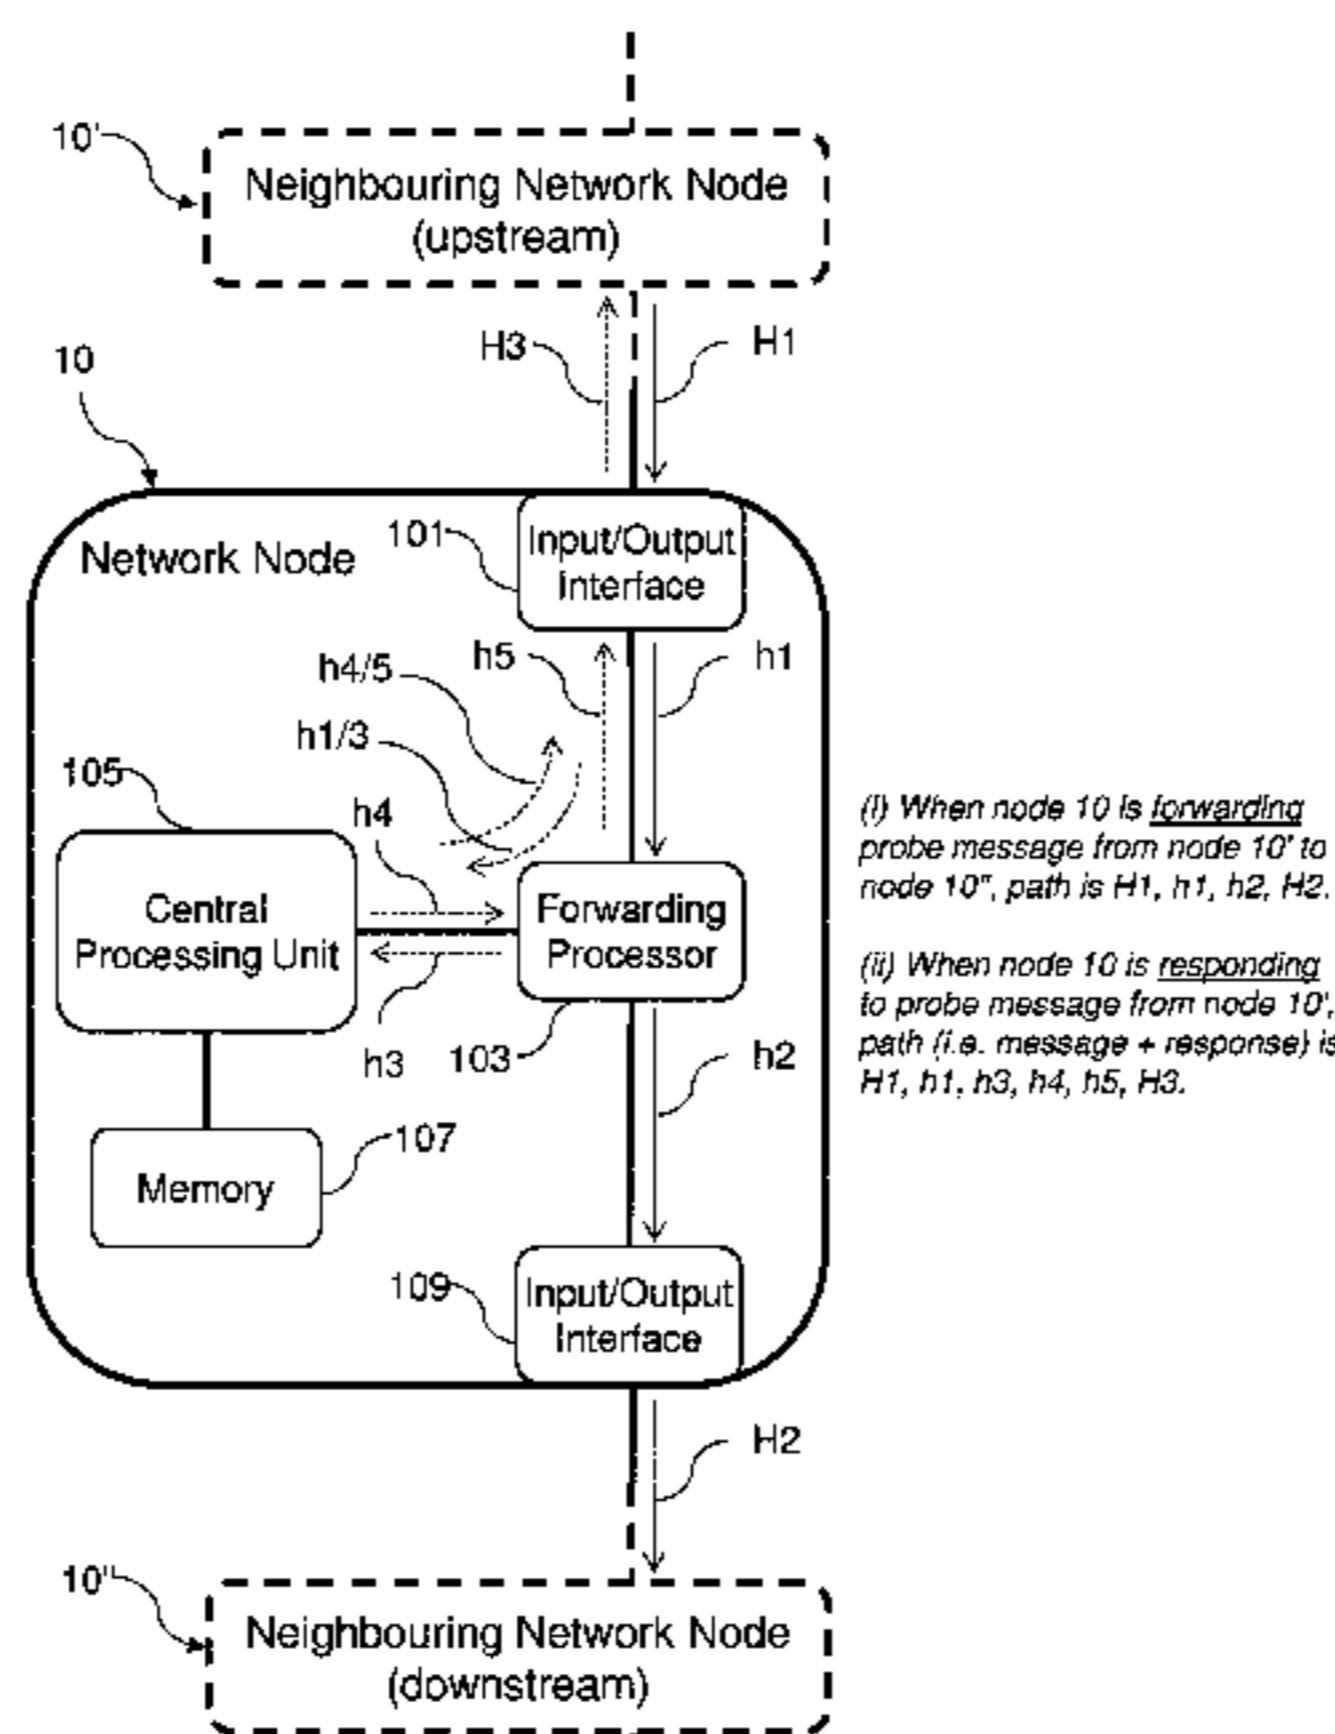 10'
Neighbouring Network Node
(upstream)
H3
H1
10
101
Input/Output
Interface
Network Node
h4/5
h5
h1
h1/3
105
h4
Central
Processing Unit
Forwarding
Processor
h3
103
h2
107
Memory
109
Input/Output
Interface
H2
10"
Neighbouring Network Node
(downstream)
(i) When node 10 is forwarding
probe message from node 10' to
node 10", path is H1, h1, h2, H2.
(ii) When node 10 is responding
to probe message from node 10',
path (i.e. message + response) is
H1, h1, h3, h4, h5, H3.